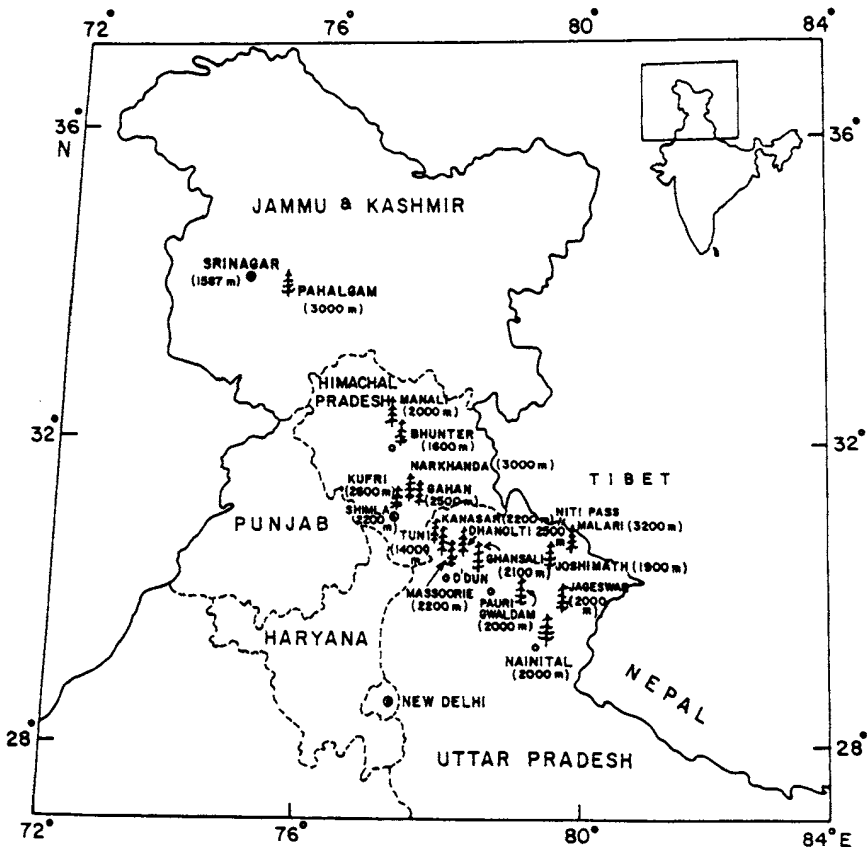 72°
76°
80°
84°
36°
N
36°
JAMMU & KASHMIR
SRINAGAR
(1587 m)
PAHALGAM
(3000 m)
HIMACHAL
PRADESH
MANALI
(2000 m)
32°
BHUNTER
(1600 m)
32°
NARKHANDA (3000 m)
TIBET
KUFRI
(2600 m)
GAHAN
(2500 m)
SHIMLA
(2200
m)
PUNJAB
NITI PASS
MALARI (3200 m)
KANASAR (2200 m)
DHANOLTI 2500
m
TUNI
(1400
m)
GHANSALI
(2100 m)
JOSHIMATH (1900 m)
D'DUN
MASSOORIE
(2200 m)
JAGESWAR
(2000
m)
PAURI
GWALDAM
(2000 m)
HARYANA
NAINITAL
(2000 m)
NEPAL
NEW DELHI
28°
UTTAR PRADESH
28°
72°
76°
80°
84° E